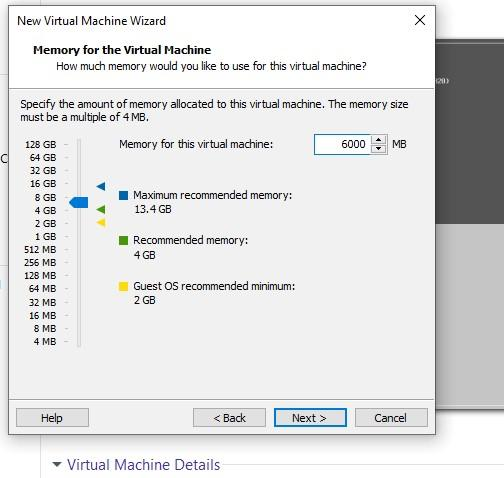 New Virtual Machine Wizard
Memory for the Virtual Machine
How much memory would you like to use for this virtual machine?
Specify the amount of memory allocated to this virtual machine. The memory size
must be a multiple of 4 MB.
128 GB
64 GB
32 GB
16 GB
8 GB
4 GB
2 GB
1 GB
512 MB
256 MB
128 MB
64 MB
32 MB
16 MB
8 MB
4 MB
Memory for this virtual machine: 6000 MB
Maximum recommended memory:
13.4 GB
Recommended memory:
4 GB
Guest OS recommended minimum:
2 GB
Help < Back Next > Cancel
Virtual Machine Details